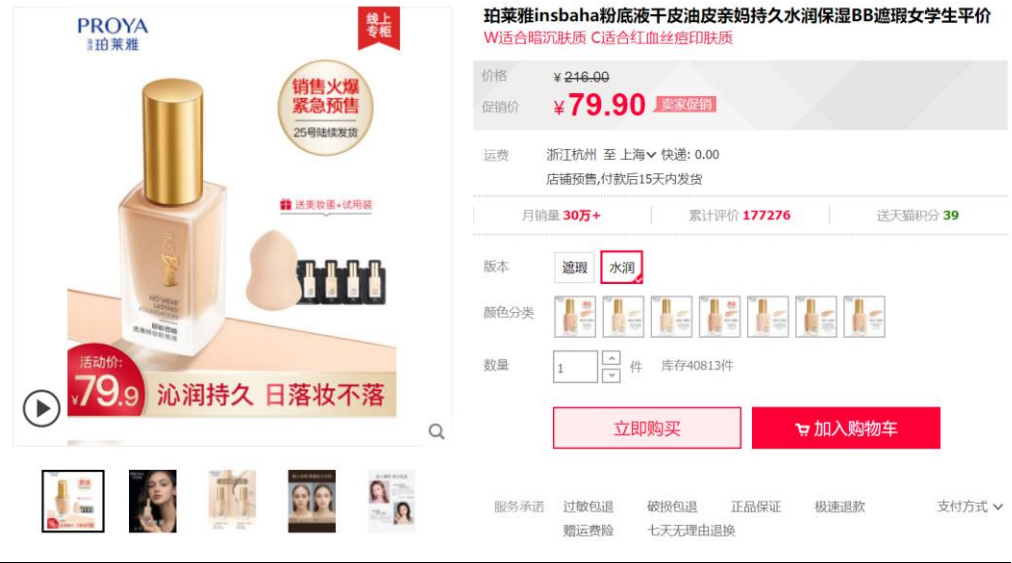 PROYA
珀莱雅
线上
专柜
销售火爆
紧急预售
25号陆续发货
送美妆蛋+试用装
insbaha
NO WEAR
LASTING
FOUNDATION
活动价:
¥79.9
沁润持久 日落妆不落
珀莱雅insbaha粉底液干皮油皮亲妈持久水润保湿BB遮瑕女学生平价
W适合暗沉肤质 C适合红血丝痘印肤质
价格 ¥216.00
促销价 ¥79.90 卖家促销
运费 浙江杭州 至 上海 快递: 0.00
店铺预售,付款后15天内发货
月销量 30万+ 累计评价 177276 送天猫积分 39
版本 遮瑕 水润
颜色分类
数量 1 件 库存40813件
立即购买 加入购物车
服务承诺 过敏包退 破损包退 正品保证 极速退款 支付方式
赠运费险 七天无理由退换